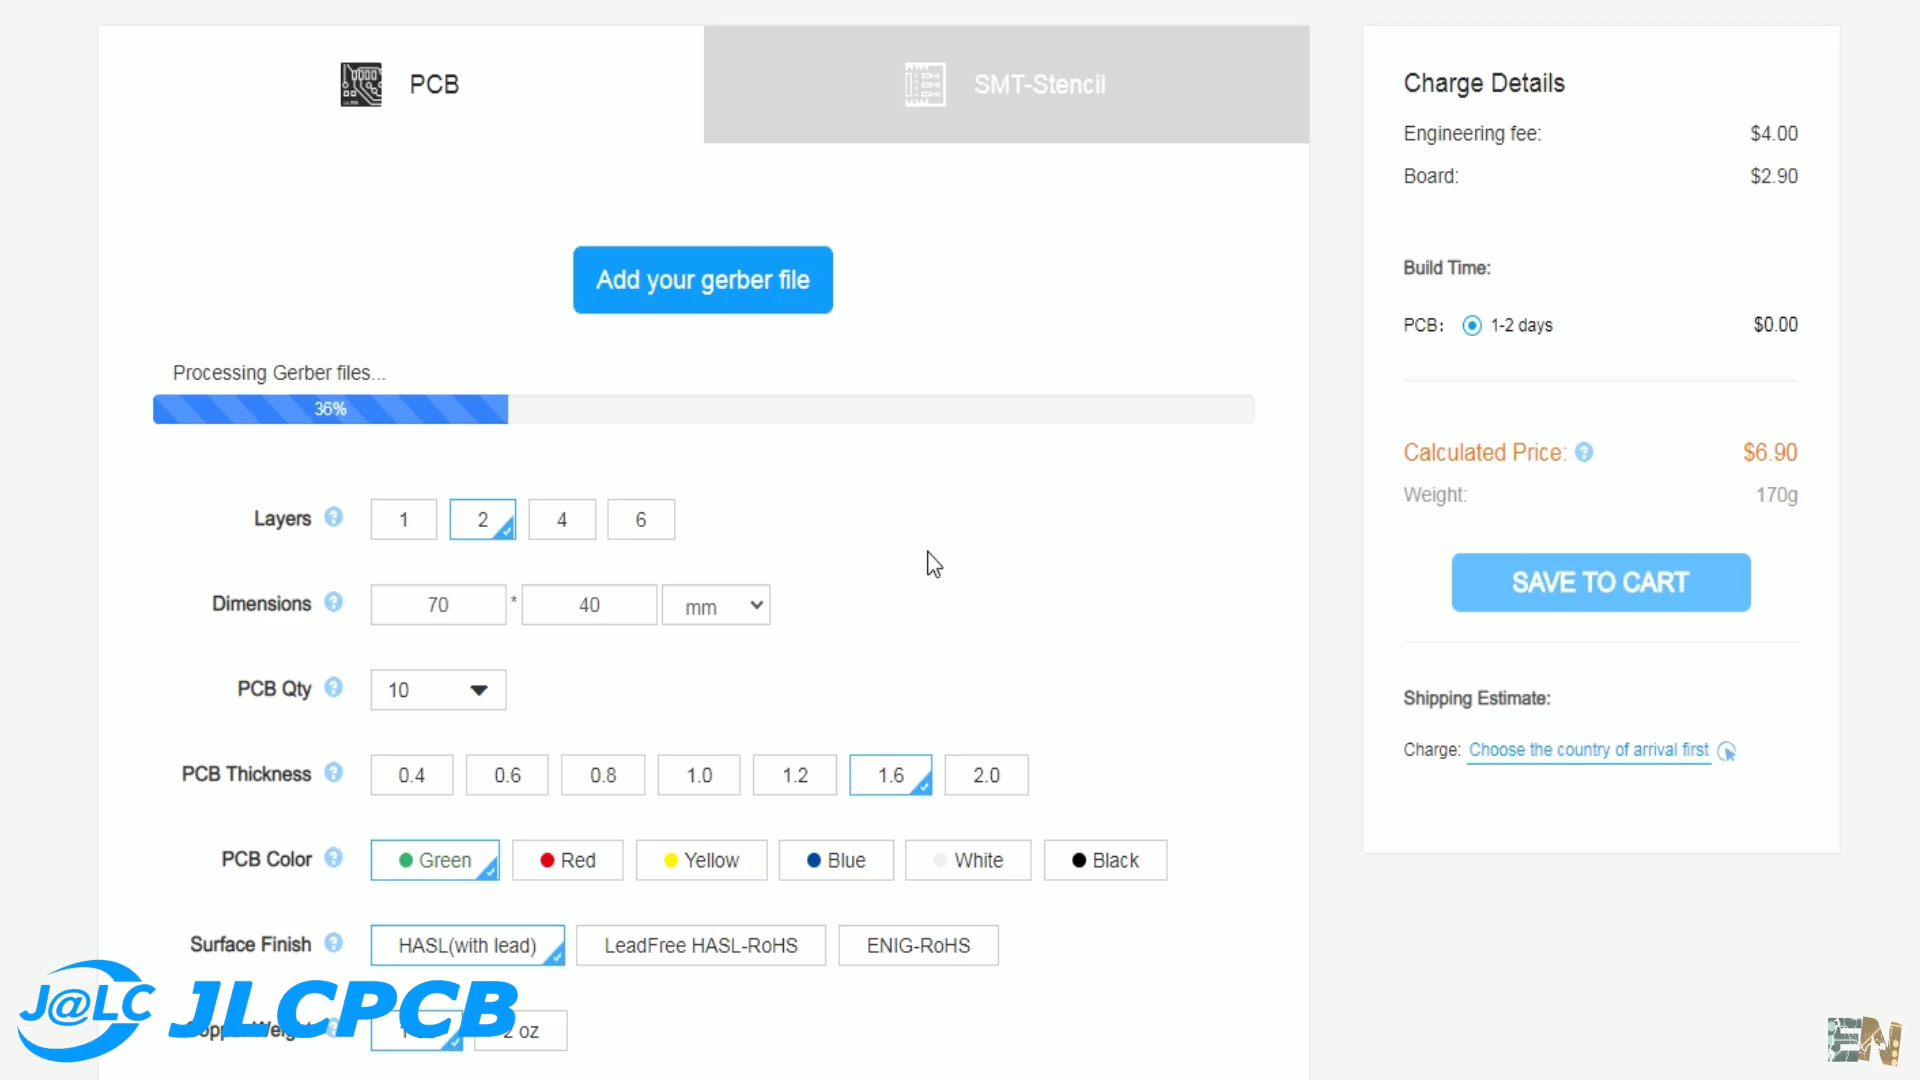 PCB
SMT-Stencil
Add your gerber file
Processing Gerber files...
36%
Layers ? 1 2 4 6
Dimensions ? 70 * 40 mm
PCB Qty ? 10
PCB Thickness ? 0.4 0.6 0.8 1.0 1.2 1.6 2.0
PCB Color ? Green Red Yellow Blue White Black
Surface Finish ? HASL(with lead) LeadFree HASL-RoHS ENIG-RoHS
2 oz
J@LC JLCPCB
Charge Details
Engineering fee: $4.00
Board: $2.90
Build Time:
PCB: 1-2 days $0.00
Calculated Price: ? $6.90
Weight: 170g
SAVE TO CART
Shipping Estimate:
Charge: Choose the country of arrival first
EN